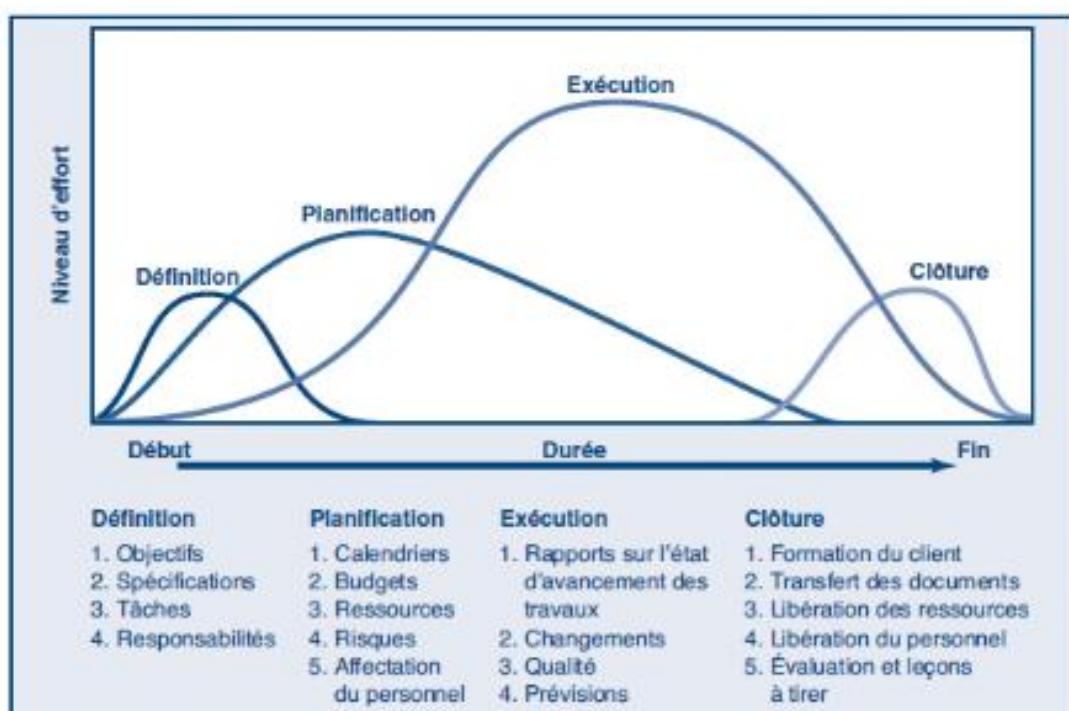 Exécution
Planification
Définition
Clôture
Niveau d'effort
Début
Durée
Fin
Définition
1. Objectifs
2. Spécifications
3. Tâches
4. Responsabilités
Planification
1. Calendriers
2. Budgets
3. Ressources
4. Risques
5. Affectation
du personnel
Exécution
1. Rapports sur l'état
d'avancement des
travaux
2. Changements
3. Qualité
4. Prévisions
Clôture
1. Formation du client
2. Transfert des documents
3. Libération des ressources
4. Libération du personnel
5. Évaluation et leçons
à tirer